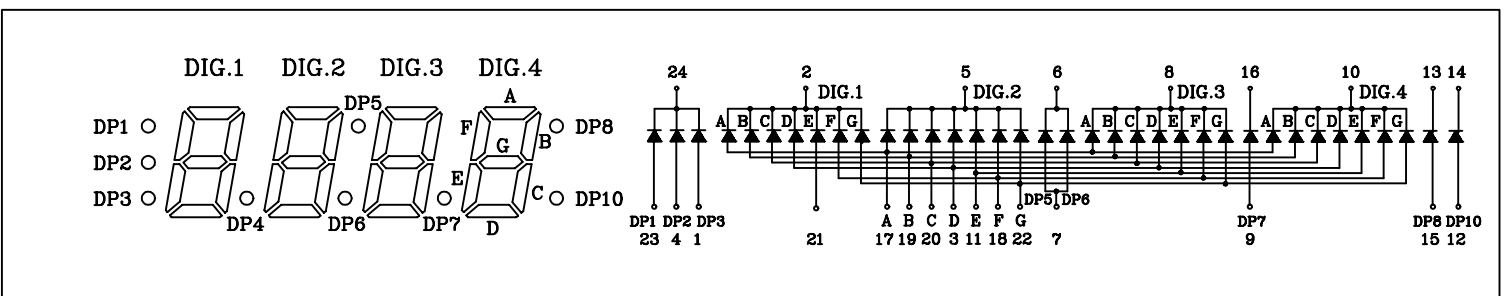 DIG.1 DIG.2 DIG.3 DIG.4
A
DP5
DP1 F B DP8
G
DP2
E
DP3 C DP10
DP4 DP6 DP7
D
24 2 5 6 8 16 10 13 14
DIG.1 DIG.2 DIG.3 DIG.4
A B C D E F G A B C D E F G A B C D E F G
DP5 DP6
DP1 DP2 DP3 A B C D E F G DP7 DP8 DP10
23 4 1 21 17 19 20 3 11 18 22 7 9 15 12